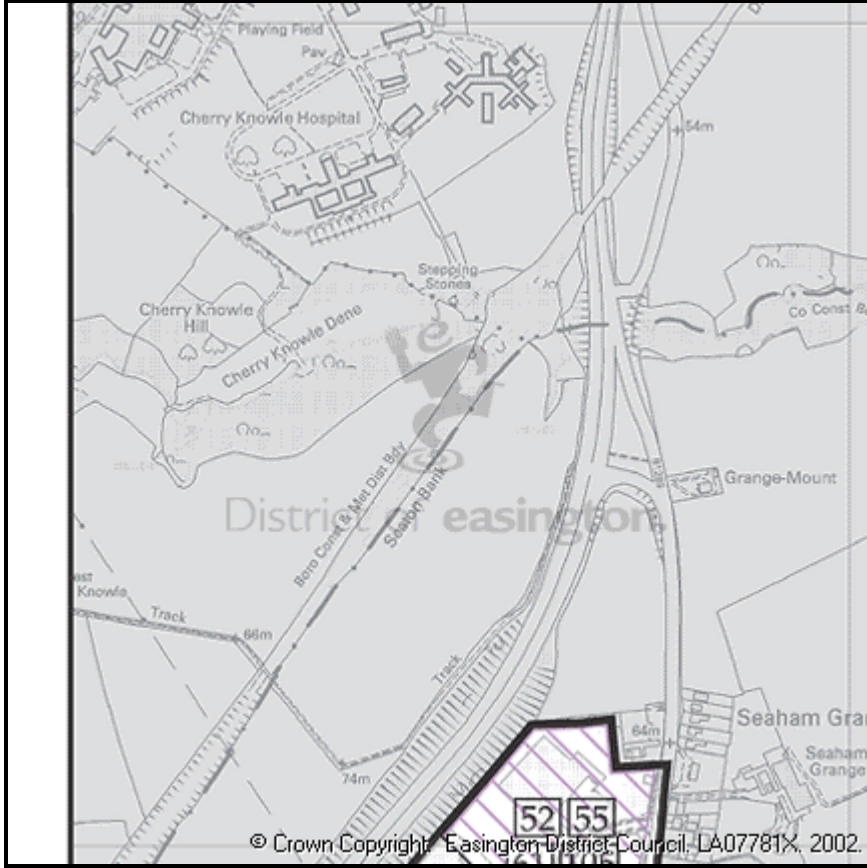 Playing Field
Pav
Cherry Knowle Hospital
54m
Stepping
Stones
Cherry Knowle
Hill
Cherry Knowle Dene
Co Const
Boro Const & Met Dist Bdy
Seaton Bank
Grange-Mount
District of easington
Knowle
Track
66m
Track
74m
64m
Seaham Gra
Seaham
Grange
52 55
© Crown Copyright. Easington District Council. LA07781X. 2002.